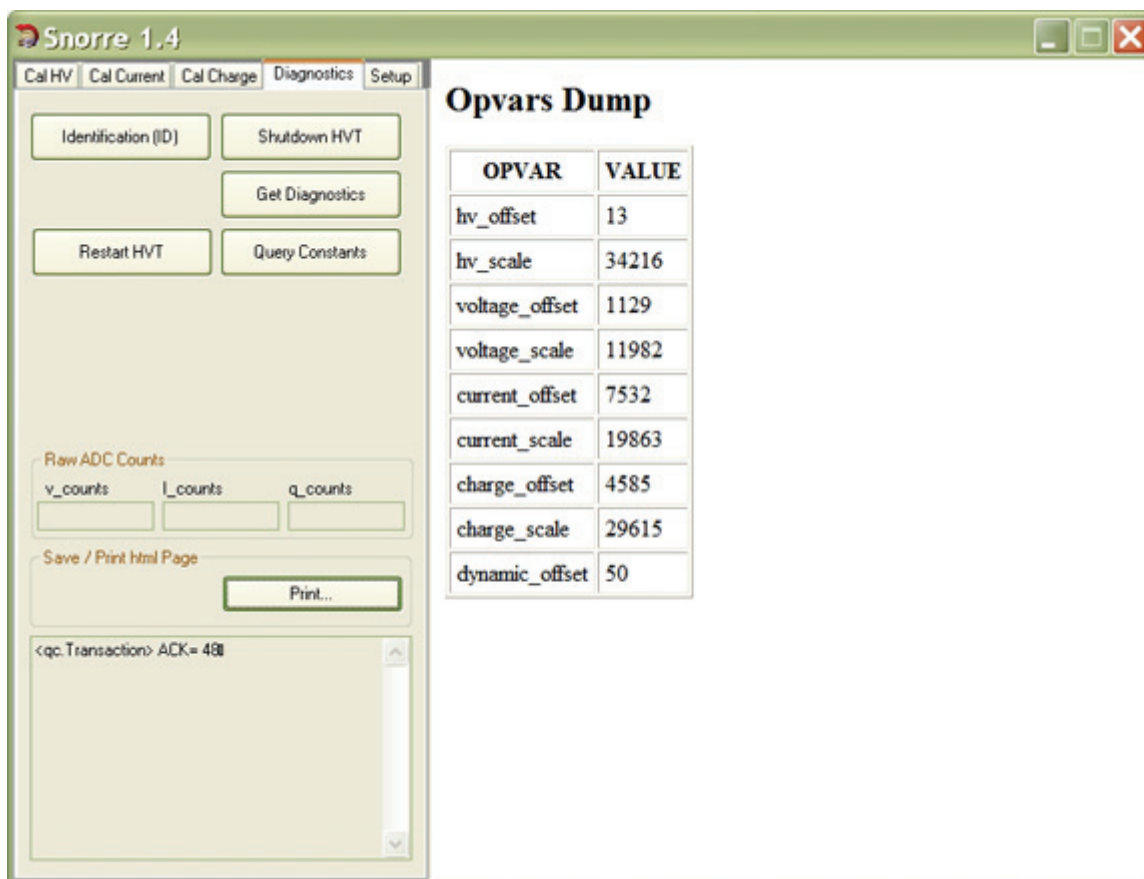 Snorre 1.4
Cal HV Cal Current Cal Charge Diagnostics Setup
Identification (ID) Shutdown HVT
Get Diagnostics
Restart HVT Query Constants
Raw ADC Counts
v_counts I_counts q_counts
Save / Print html Page
Print...
<qc.Transaction> ACK= 48
Opvars Dump
OPVAR VALUE
hv_offset 13
hv_scale 34216
voltage_offset 1129
voltage_scale 11982
current_offset 7532
current_scale 19863
charge_offset 4585
charge_scale 29615
dynamic_offset 50